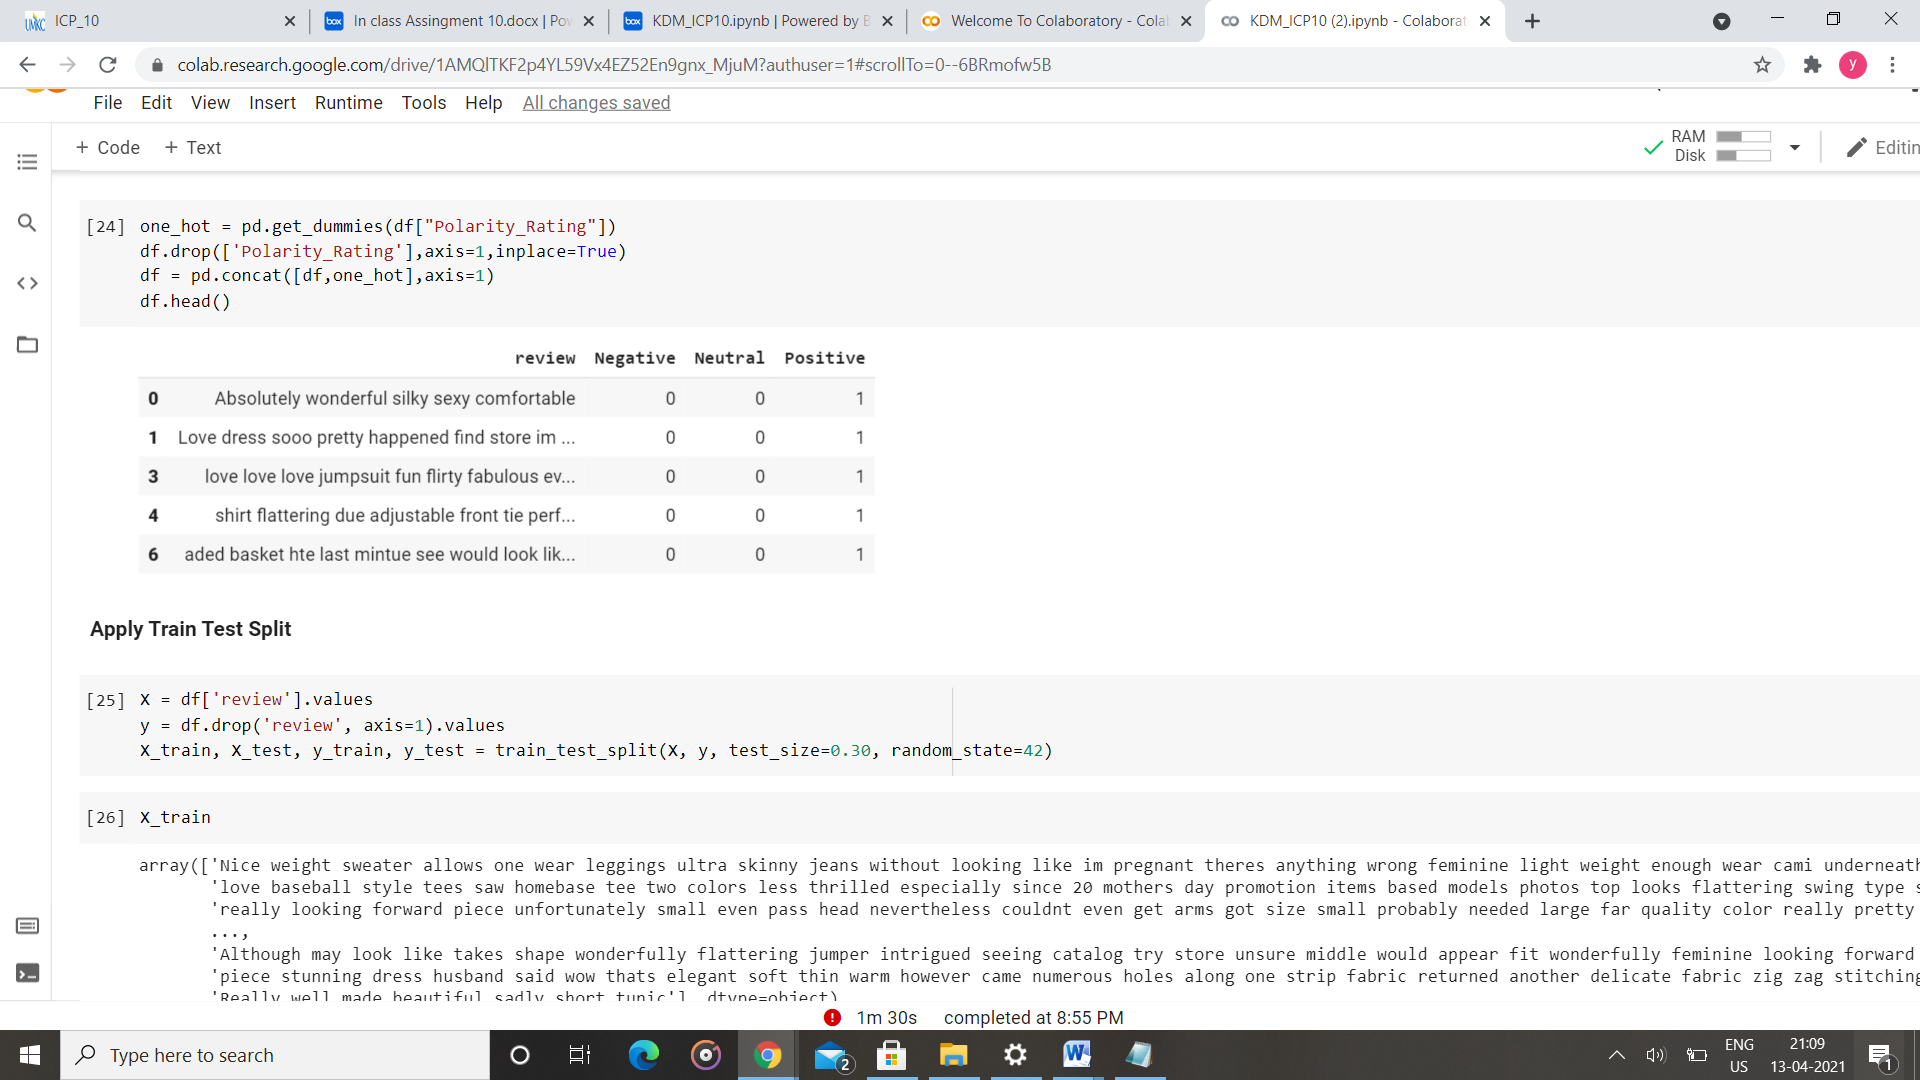 ICP_10
In class Assingment 10.docx | Pow
KDM_ICP10.ipynb | Powered by B
Welcome To Colaboratory - Colab
KDM_ICP10 (2).ipynb - Colaborat
colab.research.google.com/drive/1AMQlTKF2p4YL59Vx4EZ52En9gnx_MjuM?authuser=1#scrollTo=0--6BRmofw5B
y
File Edit View Insert Runtime Tools Help All changes saved
+ Code + Text
RAM
Disk
Editin
[24] one_hot = pd.get_dummies(df["Polarity_Rating"])
df.drop(['Polarity_Rating'],axis=1,inplace=True)
df = pd.concat([df,one_hot],axis=1)
df.head()
review Negative Neutral Positive
0 Absolutely wonderful silky sexy comfortable 0 0 1
1 Love dress sooo pretty happened find store im ... 0 0 1
3 love love love jumpsuit fun flirty fabulous ev... 0 0 1
4 shirt flattering due adjustable front tie perf... 0 0 1
6 aded basket hte last mintue see would look lik... 0 0 1
Apply Train Test Split
[25] X = df['review'].values
y = df.drop('review', axis=1).values
X_train, X_test, y_train, y_test = train_test_split(X, y, test_size=0.30, random_state=42)
[26] X_train
array(['Nice weight sweater allows one wear leggings ultra skinny jeans without looking like im pregnant theres anything wrong feminine light weight enough wear cami underneath
'love baseball style tees saw homebase tee two colors less thrilled especially since 20 mothers day promotion items based models photos top looks flattering swing type s
'really looking forward piece unfortunately small even pass head nevertheless couldnt even get arms got size small probably needed large far quality color really pretty
...,
'Although may look like takes shape wonderfully flattering jumper intrigued seeing catalog try store unsure middle would appear fit wonderfully feminine looking forward
'piece stunning dress husband said wow thats elegant soft thin warm however came numerous holes along one strip fabric returned another delicate fabric zig zag stitching
'Really well made beautiful sadly short tunic'], dtype=object)
1m 30s completed at 8:55 PM
Type here to search
2
ENG
US
21:09
13-04-2021
1